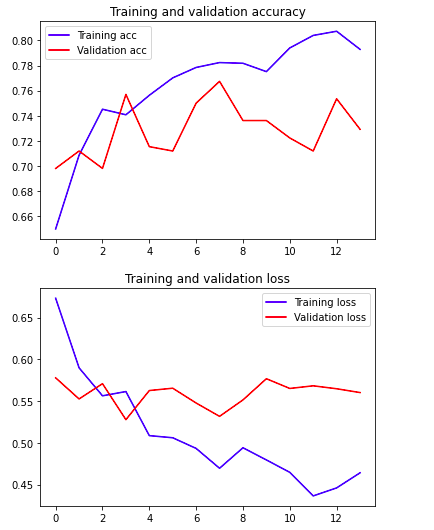 Training and validation accuracy
Training acc
Validation acc
0.80
0.78
0.76
0.74
0.72
0.70
0.68
0.66
0 2 4 6 8 10 12
Training and validation loss
Training loss
Validation loss
0.65
0.60
0.55
0.50
0.45
0 2 4 6 8 10 12